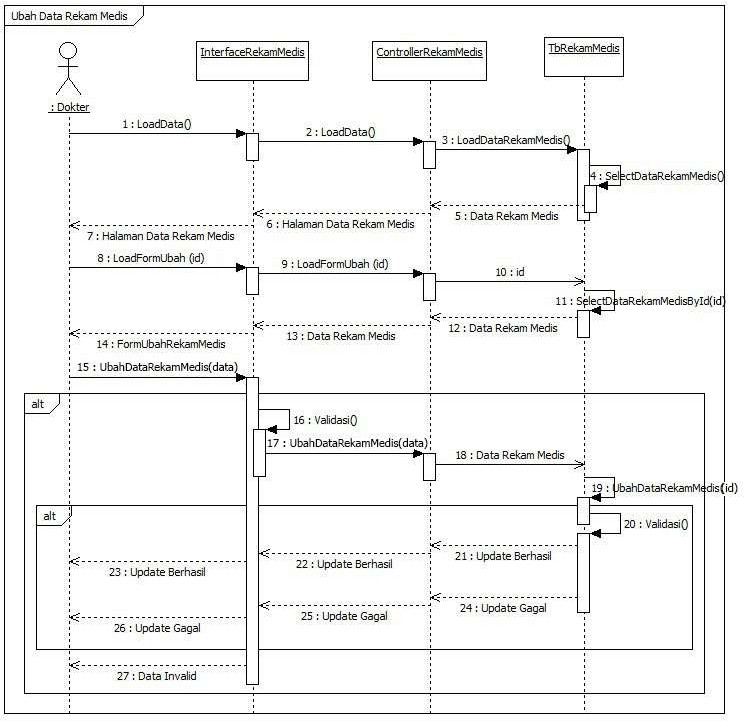 Ubah Data Rekam Medis
InterfaceRekamMedis
ControllerRekamMedis
TbRekamMedis
: Dokter
1 : LoadData()
2 : LoadData()
3 : LoadDataRekamMedis()
4 : SelectDataRekamMedis()
5 : Data Rekam Medis
6 : Halaman Data Rekam Medis
7 : Halaman Data Rekam Medis
8 : LoadFormUbah (id)
9 : LoadFormUbah (id)
10 : id
11 : SelectDataRekamMedisById(id)
12 : Data Rekam Medis
13 : Data Rekam Medis
14 : FormUbahRekamMedis
15 : UbahDataRekamMedis(data)
alt
16 : Validasi()
17 : UbahDataRekamMedis(data)
18 : Data Rekam Medis
19 : UbahDataRekamMedis(id)
alt
20 : Validasi()
21 : Update Berhasil
22 : Update Berhasil
23 : Update Berhasil
24 : Update Gagal
25 : Update Gagal
26 : Update Gagal
27 : Data Invalid